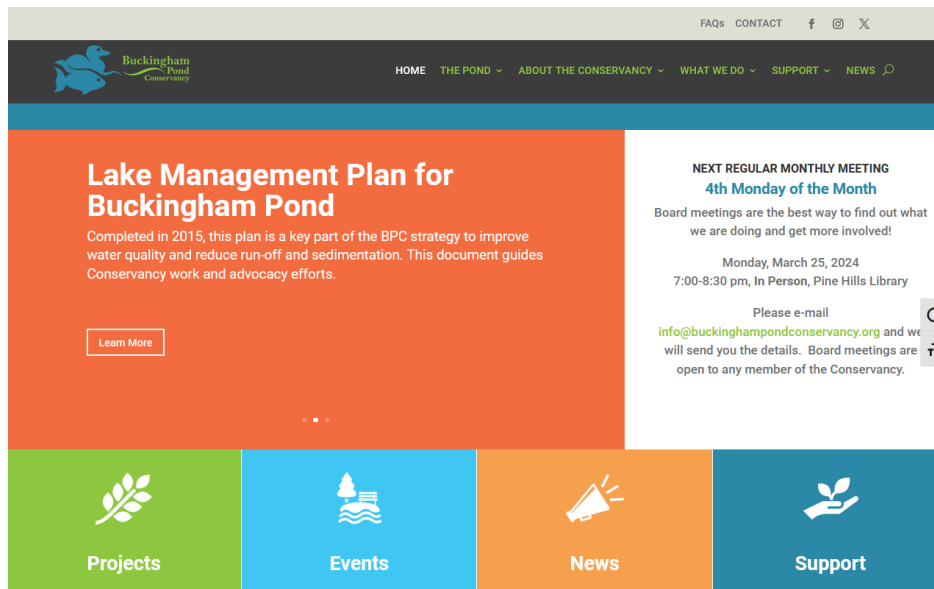 FAQs CONTACT
Buckingham
Pond
Conservancy
HOME THE POND ABOUT THE CONSERVANCY WHAT WE DO SUPPORT NEWS
Lake Management Plan for
Buckingham Pond
Completed in 2015, this plan is a key part of the BPC strategy to improve
water quality and reduce run-off and sedimentation. This document guides
Conservancy work and advocacy efforts.
Learn More
NEXT REGULAR MONTHLY MEETING
4th Monday of the Month
Board meetings are the best way to find out what
we are doing and get more involved!
Monday, March 25, 2024
7:00-8:30 pm, In Person, Pine Hills Library
Please e-mail
info@buckinghampondconservancy.org and we
will send you the details. Board meetings are
open to any member of the Conservancy.
Projects
Events
News
Support